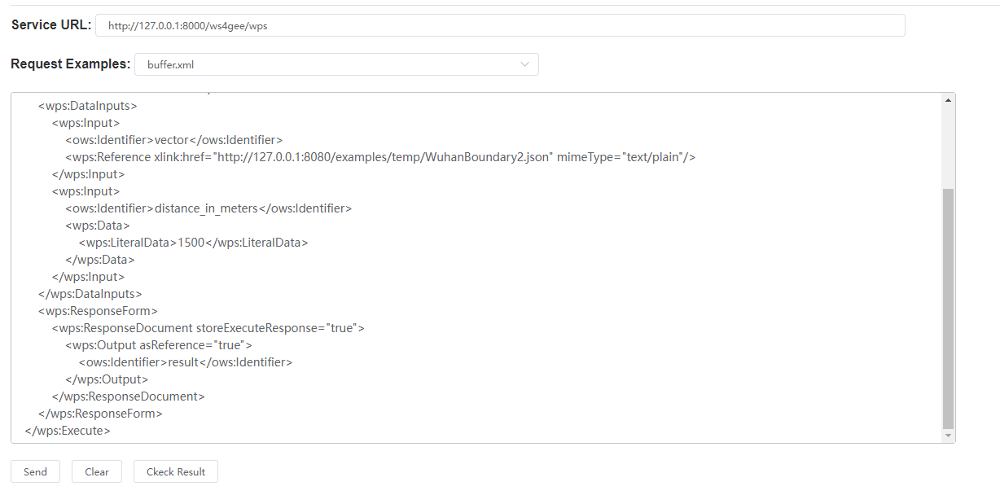 Service URL: http://127.0.0.1:8000/ws4gee/wps
Request Examples: buffer.xml
<wps:DataInputs>
<wps:Input>
<ows:Identifier>vector</ows:Identifier>
<wps:Reference xlink:href="http://127.0.0.1:8080/examples/temp/WuhanBoundary2.json" mimeType="text/plain"/>
</wps:Input>
<wps:Input>
<ows:Identifier>distance_in_meters</ows:Identifier>
<wps:Data>
<wps:LiteralData>1500</wps:LiteralData>
</wps:Data>
</wps:Input>
</wps:DataInputs>
<wps:ResponseForm>
<wps:ResponseDocument storeExecuteResponse="true">
<wps:Output asReference="true">
<ows:Identifier>result</ows:Identifier>
</wps:Output>
</wps:ResponseDocument>
</wps:ResponseForm>
</wps:Execute>
Send Clear Ckeck Result